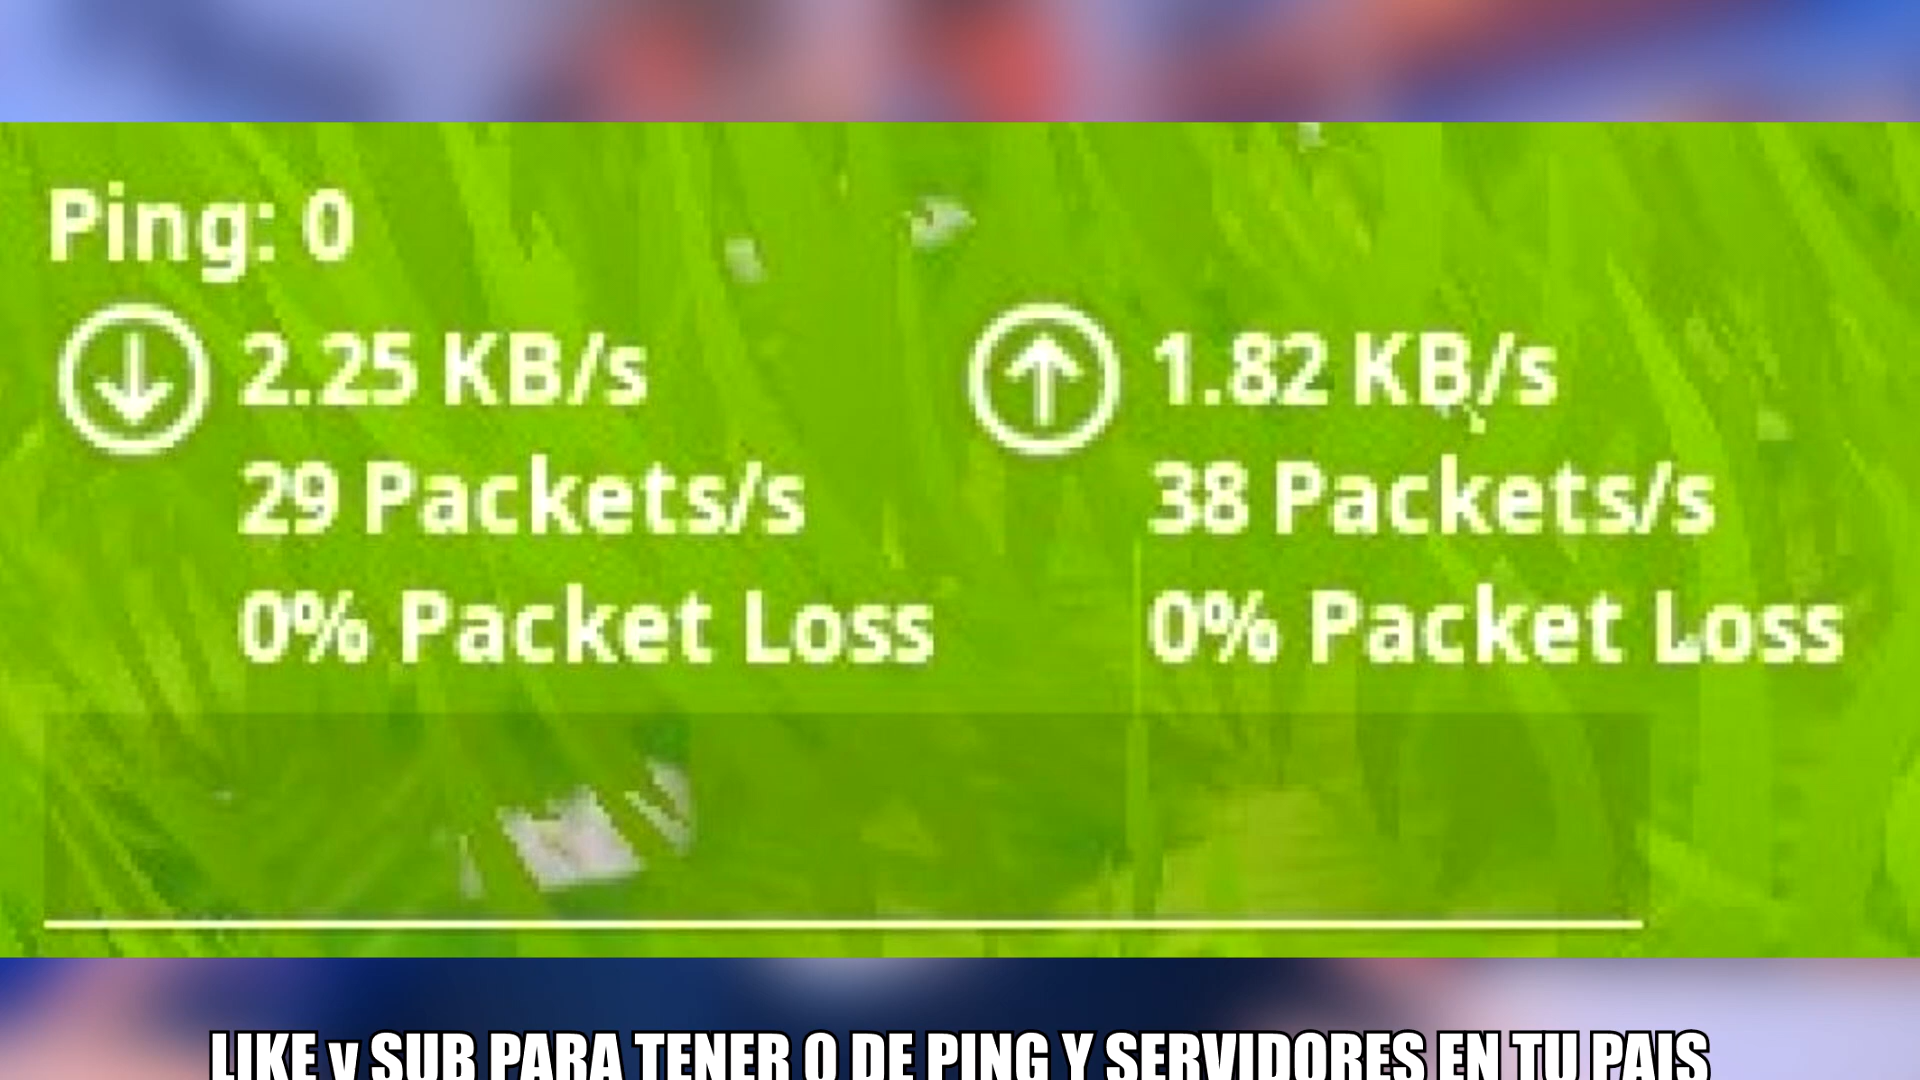 Ping: 0
2.25 KB/s
29 Packets/s
0% Packet Loss
1.82 KB/s
38 Packets/s
0% Packet Loss
LIKE y SUB PARA TENER 0 DE PING Y SERVIDORES EN TU PAIS